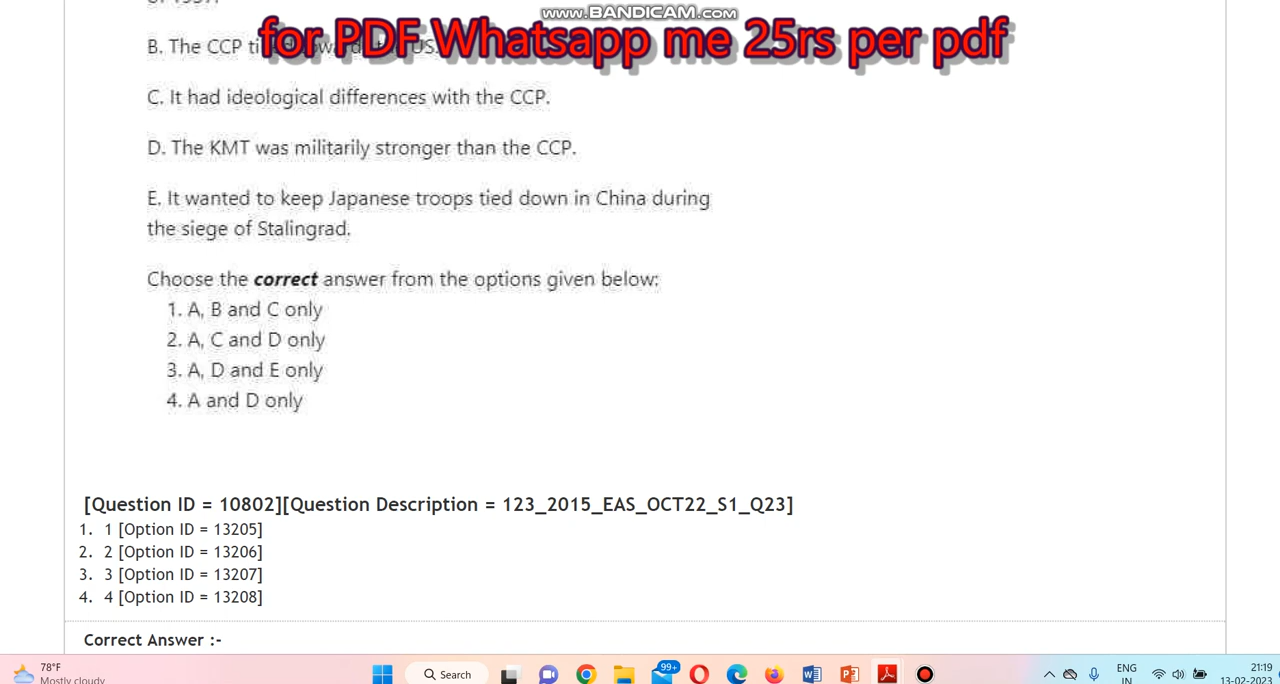 www.BANDICAM.com
for PDF Whatsapp me 25rs per pdf
B. The CCP US.
C. It had ideological differences with the CCP.
D. The KMT was militarily stronger than the CCP.
E. It wanted to keep Japanese troops tied down in China during
the siege of Stalingrad.
Choose the correct answer from the options given below:
1. A, B and C only
2. A, C and D only
3. A, D and E only
4. A and D only
[Question ID = 10802][Question Description = 123_2015_EAS_OCT22_S1_Q23]
1. 1 [Option ID = 13205]
2. 2 [Option ID = 13206]
3. 3 [Option ID = 13207]
4. 4 [Option ID = 13208]
Correct Answer :-
78°F
Mostly cloudy
Search
99+
ENG
IN
21:19
13-02-2023